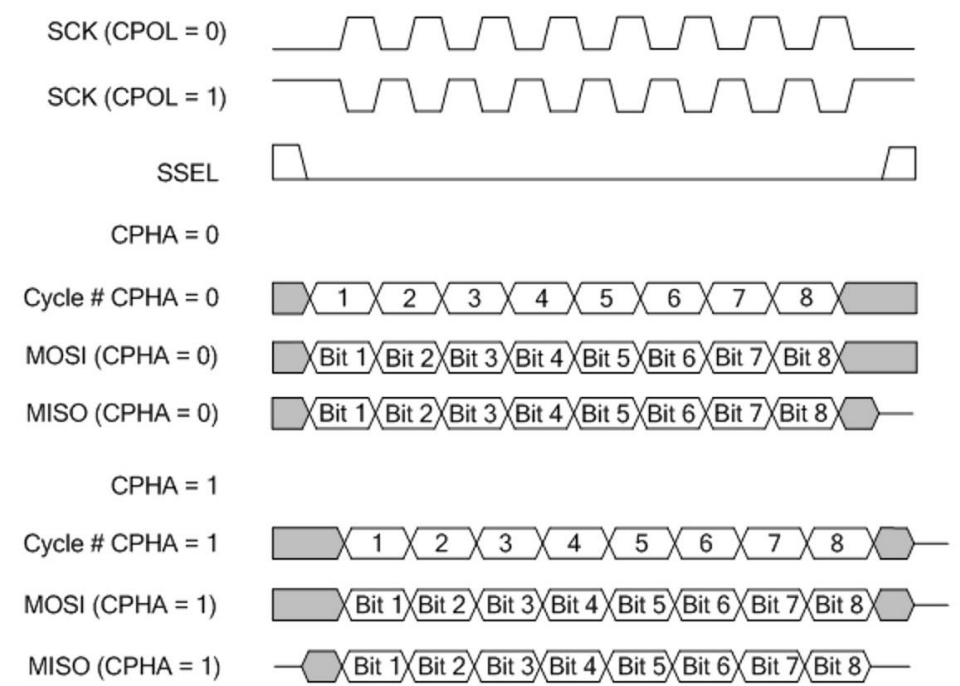 SCK (CPOL = 0)
SCK (CPOL = 1)
SSEL
CPHA = 0
Cycle # CPHA = 0 1 2 3 4 5 6 7 8
MOSI (CPHA = 0) Bit 1 Bit 2 Bit 3 Bit 4 Bit 5 Bit 6 Bit 7 Bit 8
MISO (CPHA = 0) Bit 1 Bit 2 Bit 3 Bit 4 Bit 5 Bit 6 Bit 7 Bit 8
CPHA = 1
Cycle # CPHA = 1 1 2 3 4 5 6 7 8
MOSI (CPHA = 1) Bit 1 Bit 2 Bit 3 Bit 4 Bit 5 Bit 6 Bit 7 Bit 8
MISO (CPHA = 1) Bit 1 Bit 2 Bit 3 Bit 4 Bit 5 Bit 6 Bit 7 Bit 8